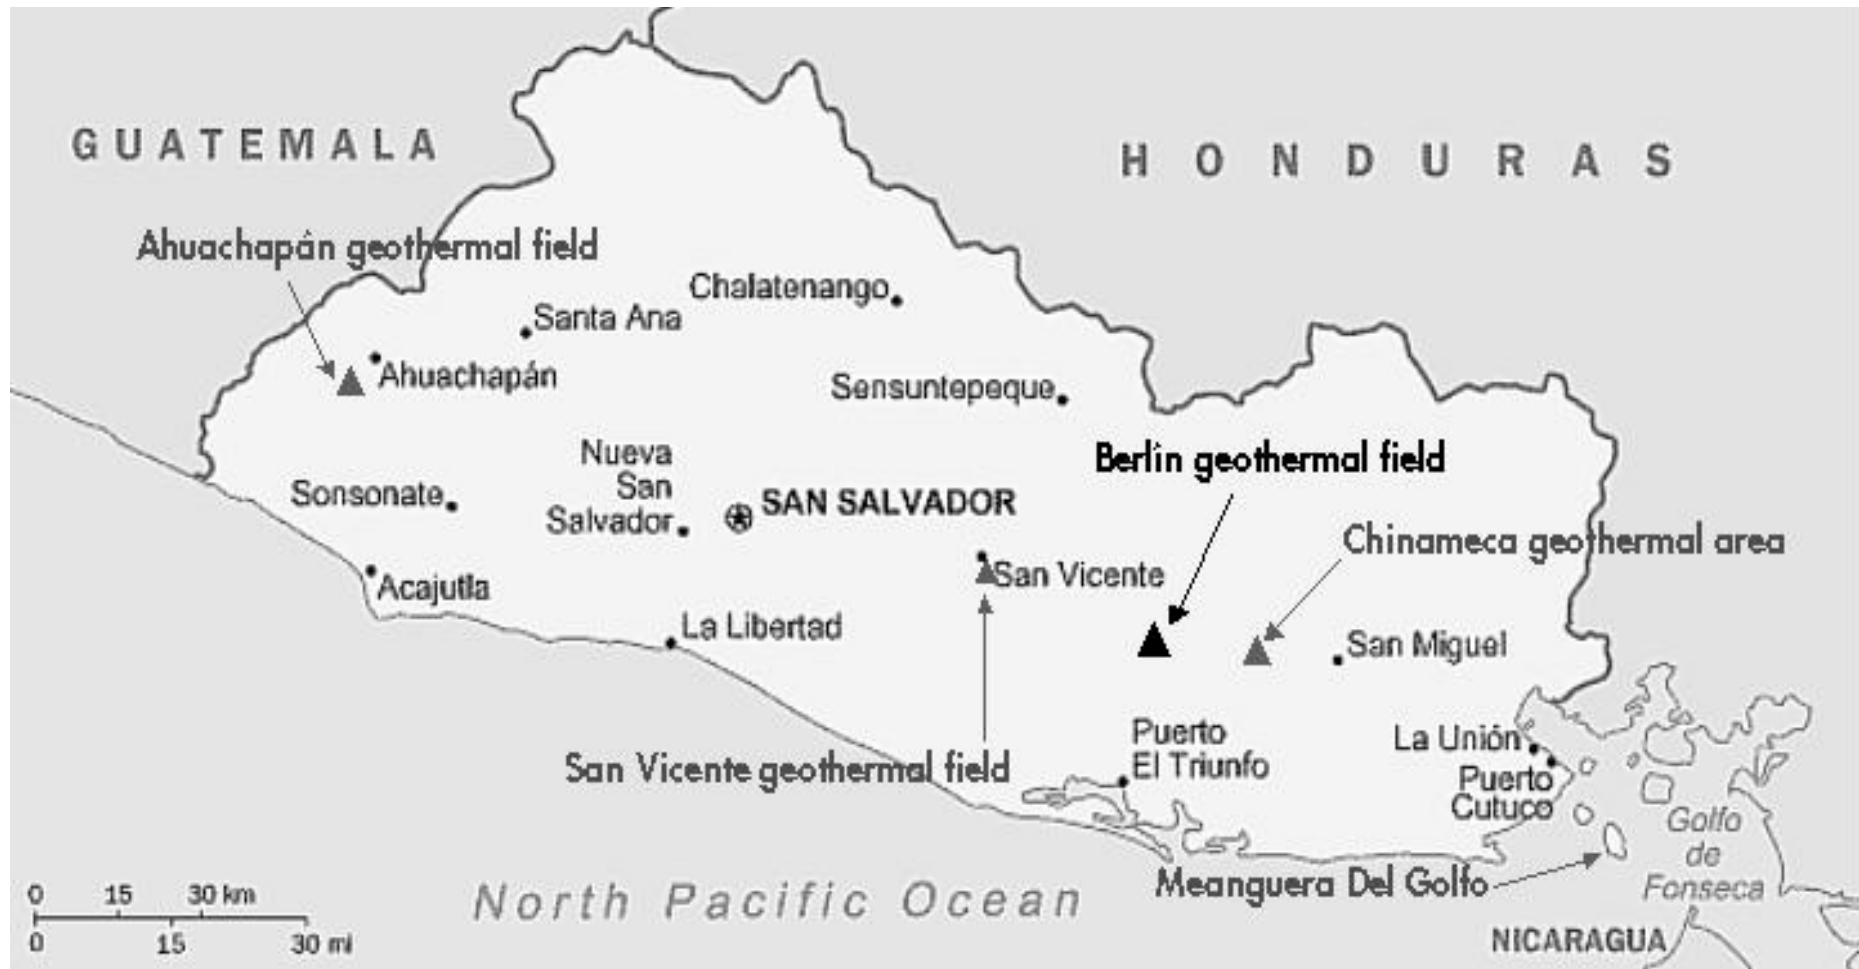 GUATEMALA
HONDURAS
Ahuachapán geothermal field
Chalatenango
Santa Ana
Ahuachapán
Sensuntepeque
Nueva
San
Salvador
Berlín geothermal field
Sonsonate
SAN SALVADOR
Chinameca geothermal area
Acajutla
San Vicente
La Libertad
San Miguel
Puerto
El Triunfo
La Unión
San Vicente geothermal field
Puerto
Cutuco
Golfo
de
Fonseca
Meanguera Del Golfo
North Pacific Ocean
NICARAGUA
0 15 30 km
0 15 30 mi